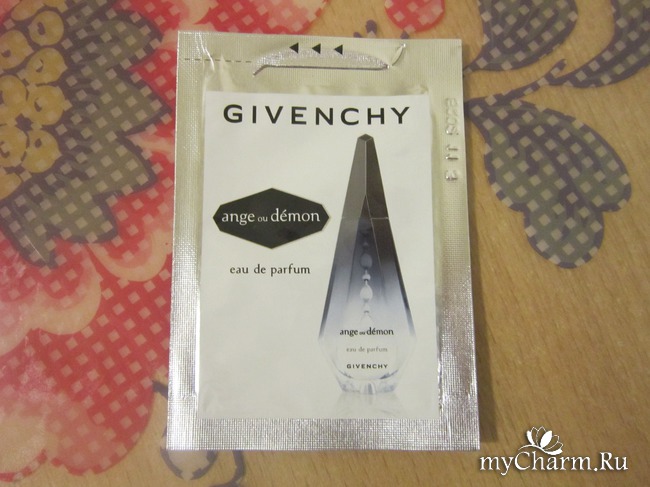 GIVENCHY
ange ou démon
eau de parfum
ange ou démon
eau de parfum
GIVENCHY
myCharm.Ru